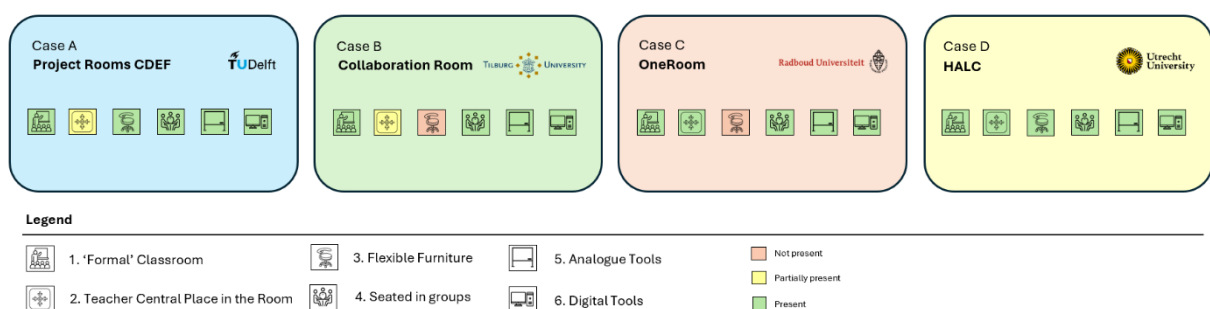 Case A
Project Rooms CDEF
TUDelft
Case B
Collaboration Room
TILBURG UNIVERSITY
Case C
OneRoom
Radboud Universiteit
Case D
HALC
Utrecht
University
Legend
1. ‘Formal’ Classroom
3. Flexible Furniture
5. Analogue Tools
Not present
2. Teacher Central Place in the Room
4. Seated in groups
6. Digital Tools
Partially present
Present